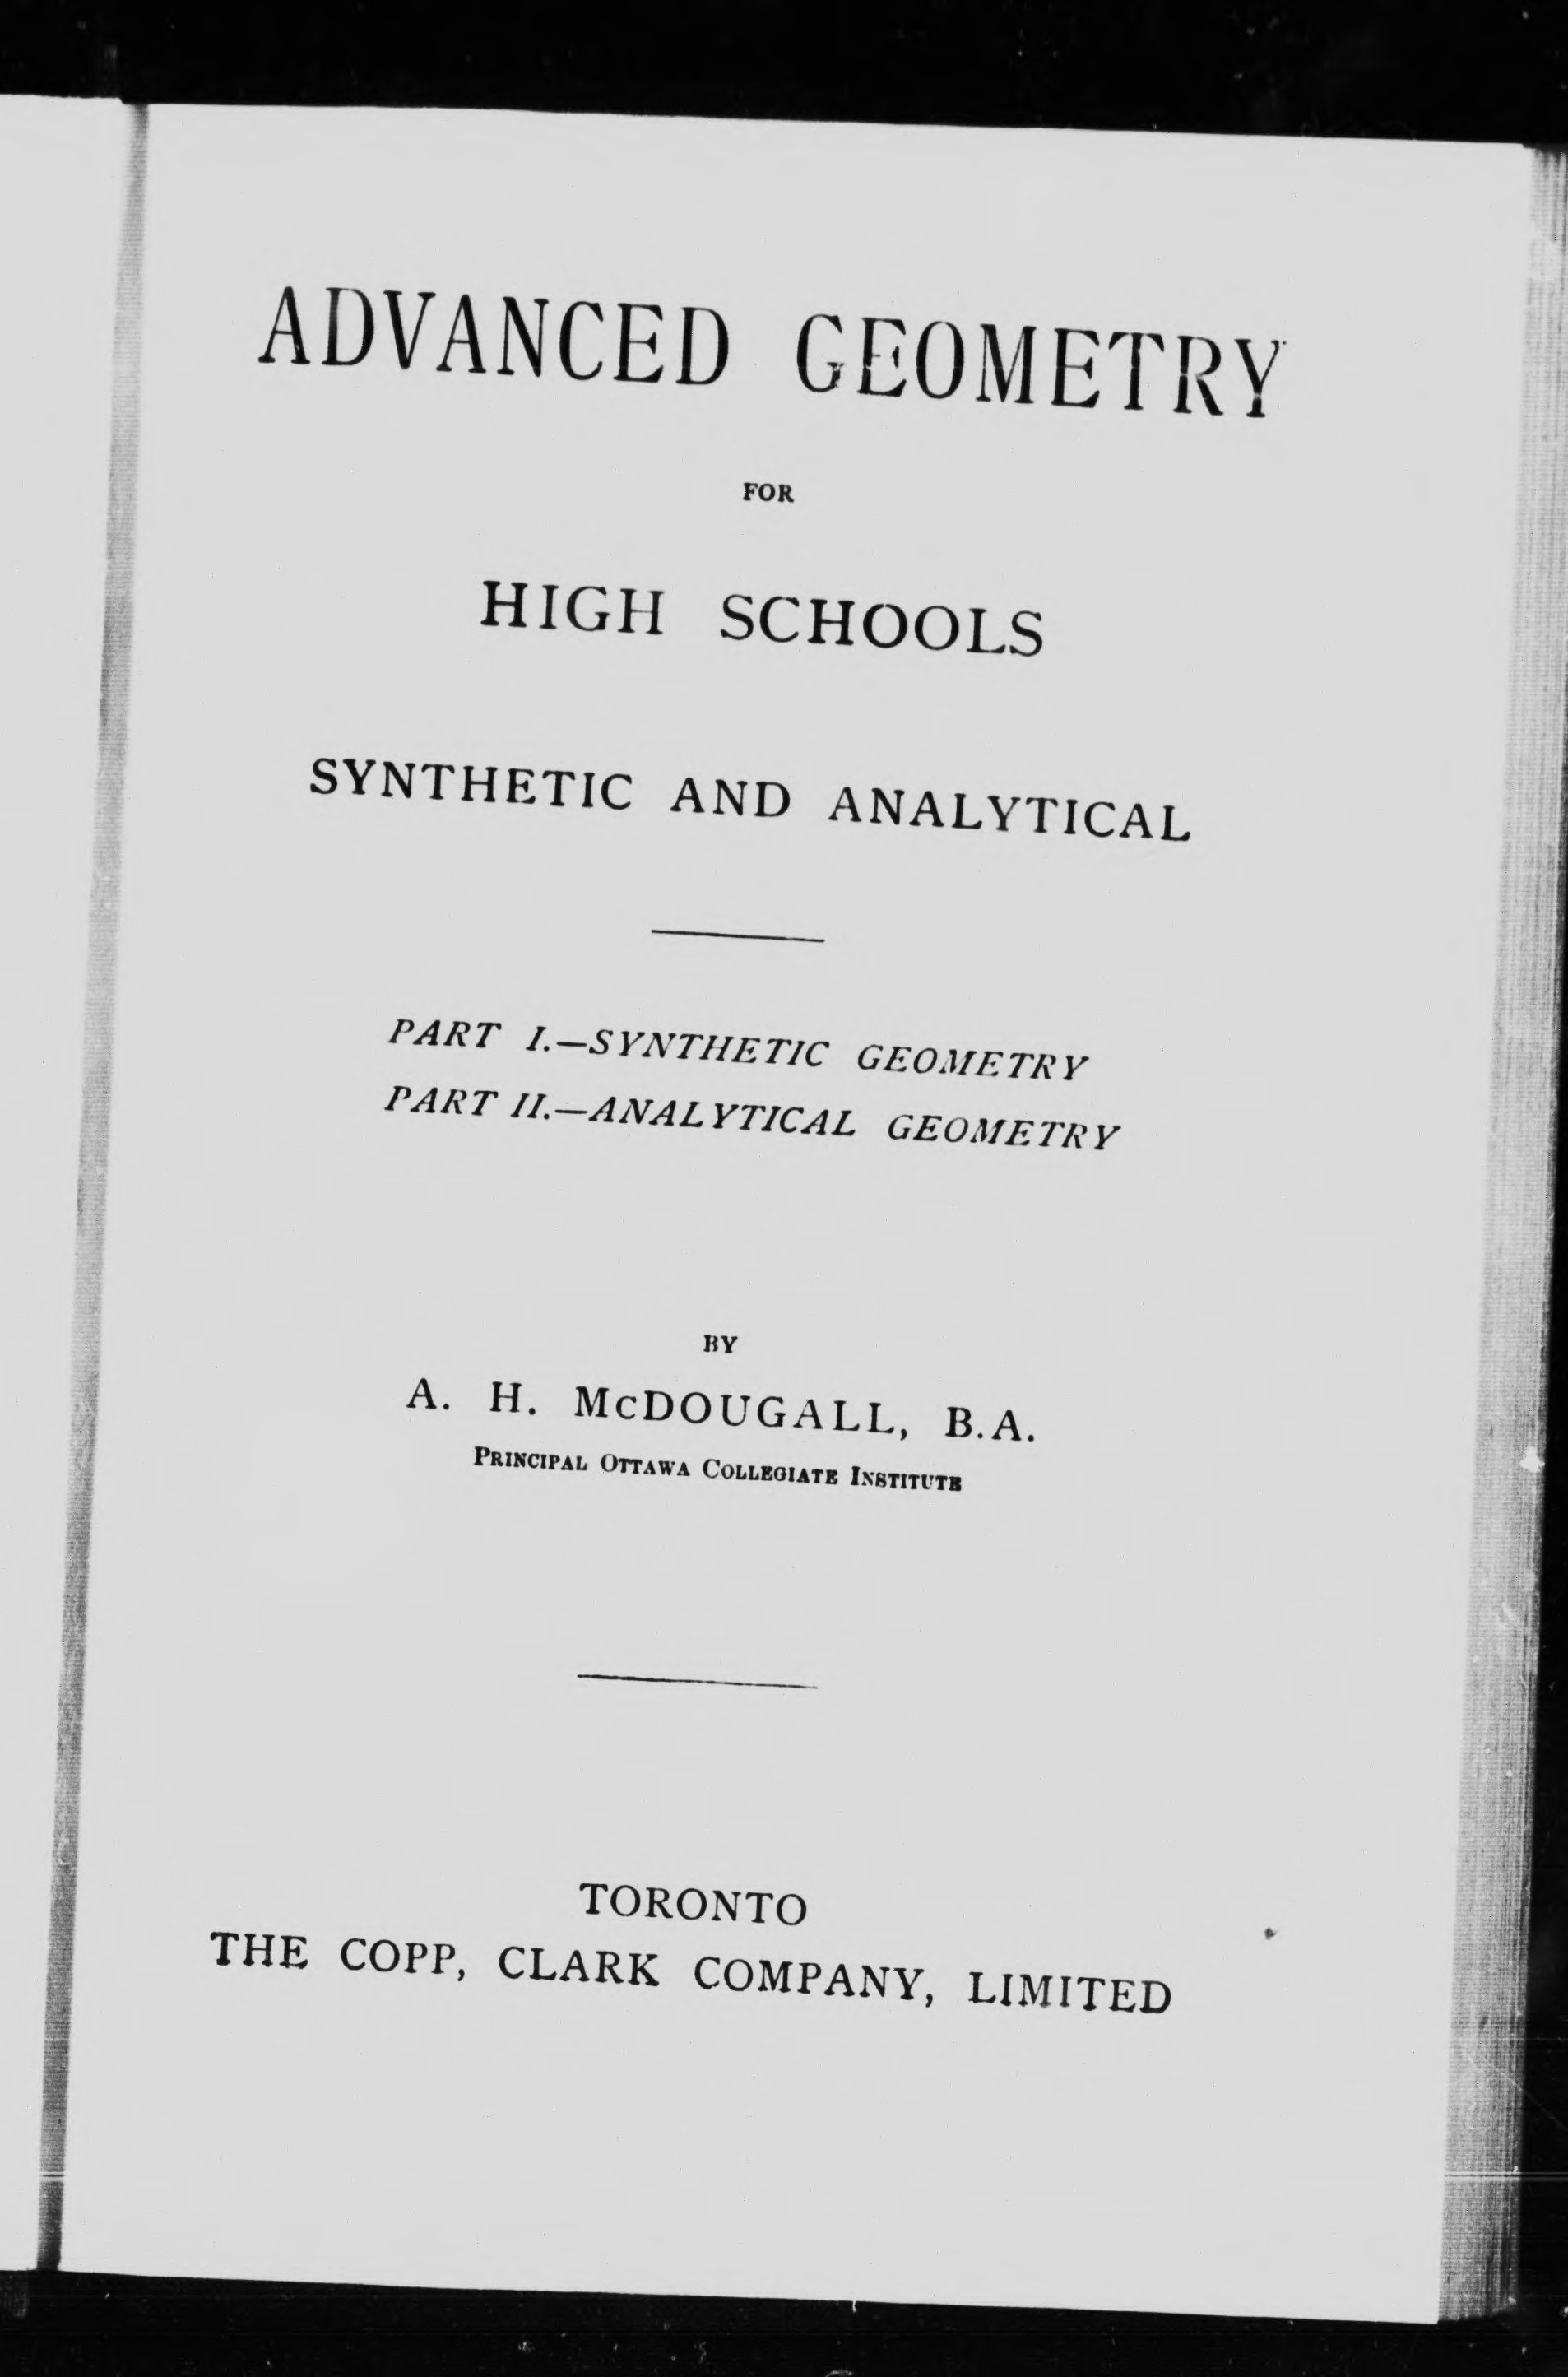 ADVANCED GEOMETRY
FOR
HIGH SCHOOLS
SYNTHETIC AND ANALYTICAL
PART I.—SYNTHETIC GEOMETRY
PART II.—ANALYTICAL GEOMETRY
BY
A. H. McDOUGALL, B.A.
PRINCIPAL OTTAWA COLLEGIATE INSTITUTE
TORONTO
THE COPP, CLARK COMPANY, LIMITED